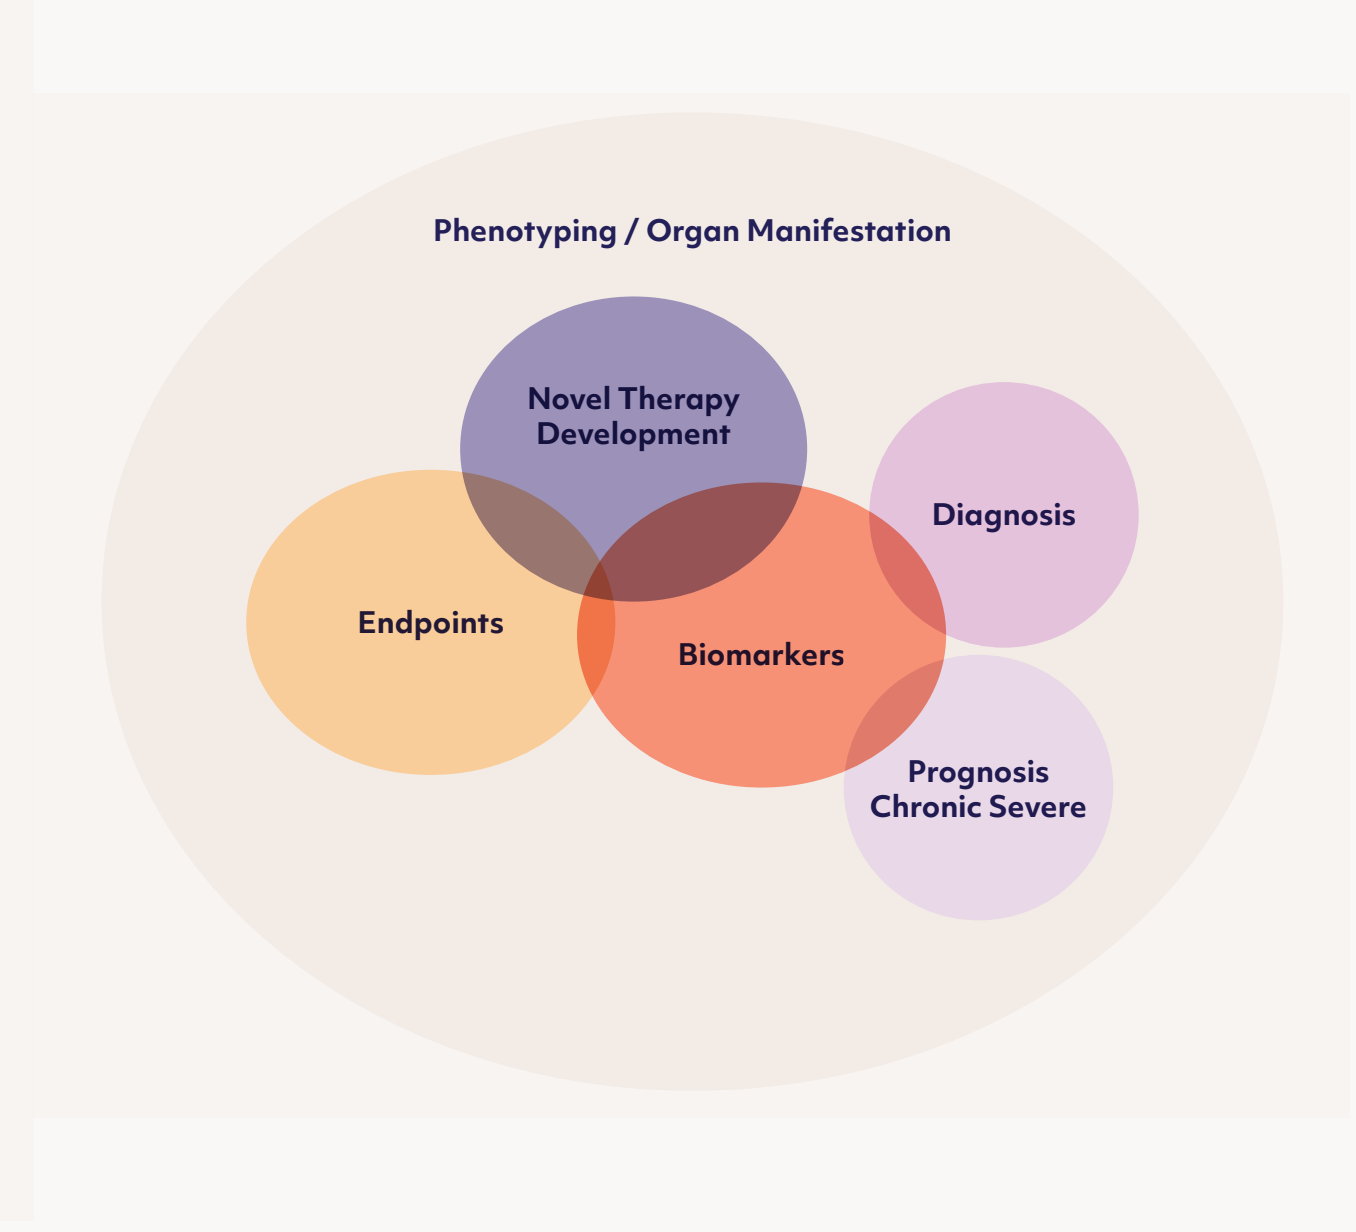 Phenotyping / Organ Manifestation
Novel Therapy
Development
Diagnosis
Endpoints
Biomarkers
Prognosis
Chronic Severe